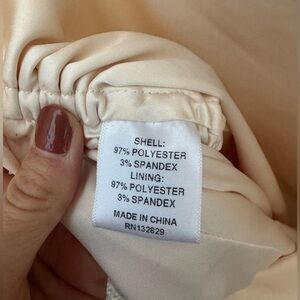 SHELL:
97% POLYESTER
3% SPANDEX
LINING:
97% POLYESTER
3% SPANDEX
MADE IN CHINA
RN132829